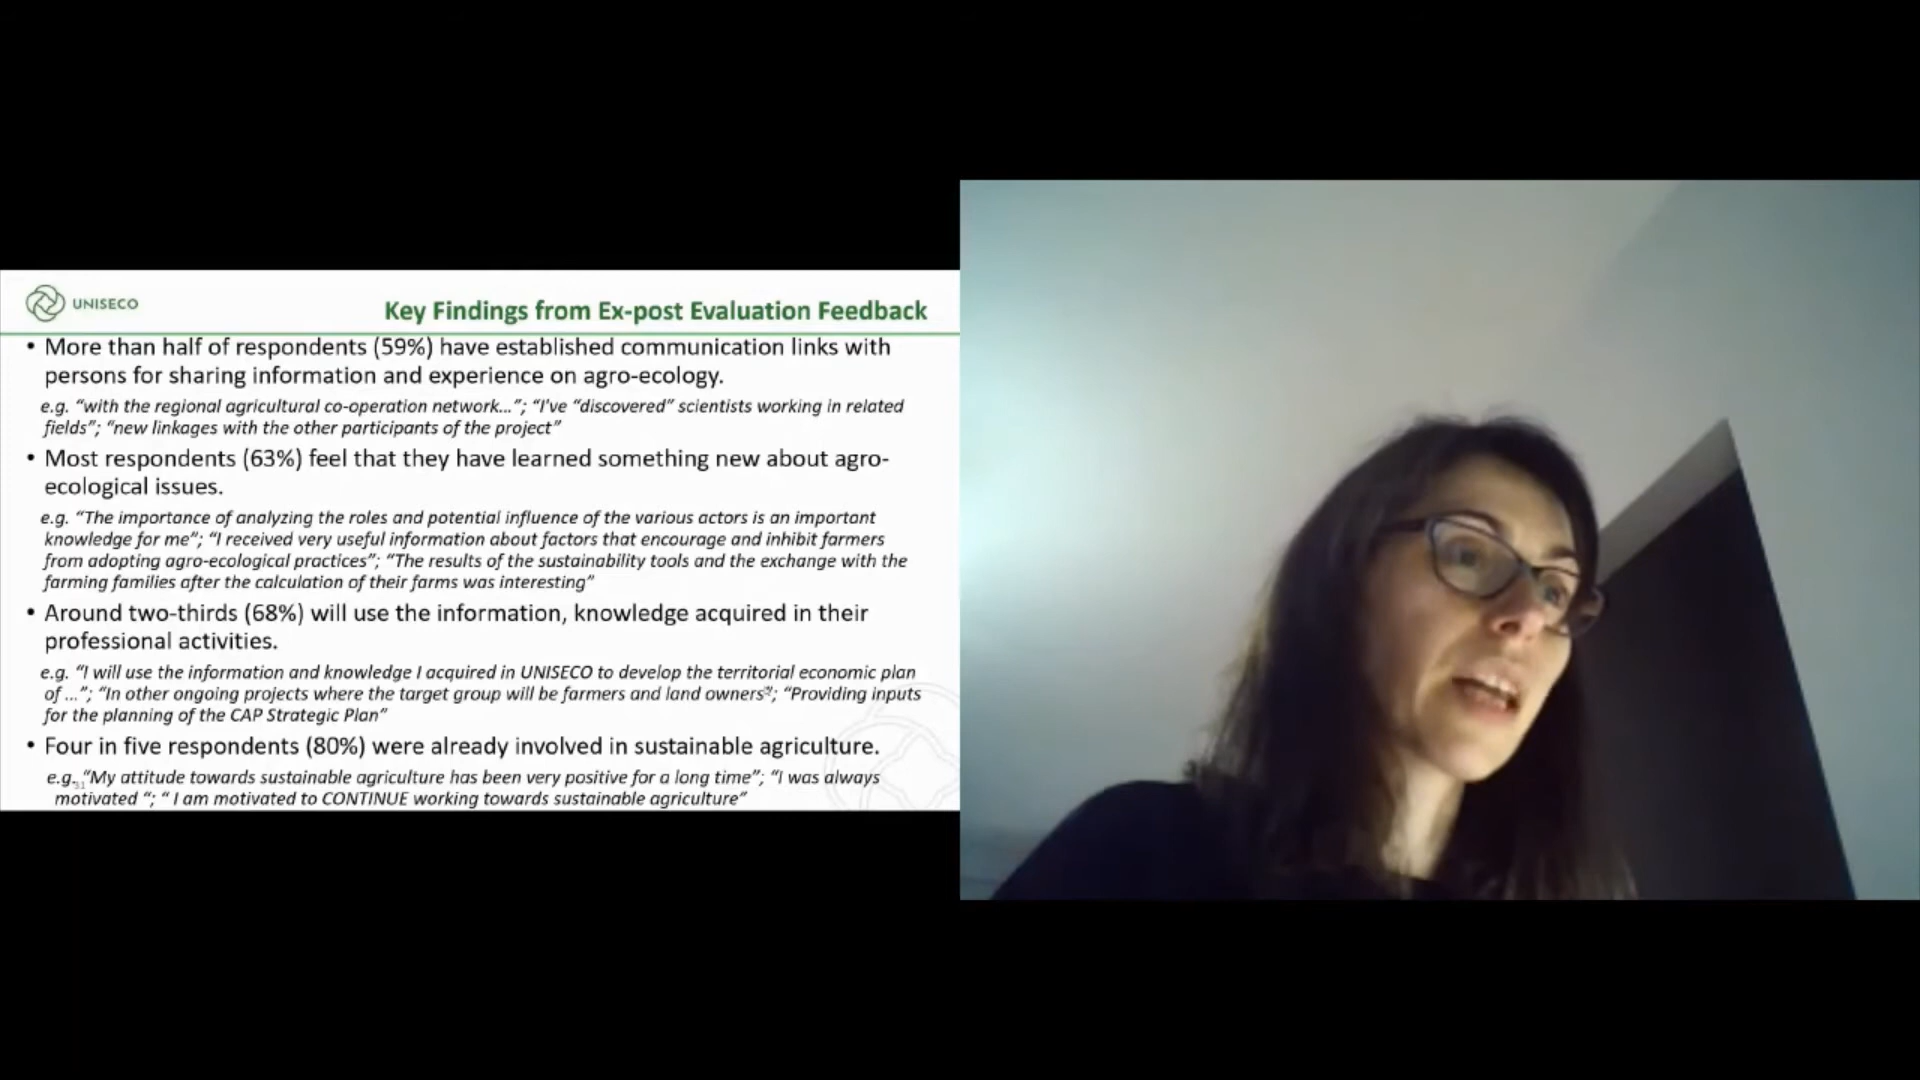 UNISECO
Key Findings from Ex-post Evaluation Feedback
• More than half of respondents (59%) have established communication links with
persons for sharing information and experience on agro-ecology.
e.g. “with the regional agricultural co-operation network…”; “I've “discovered” scientists working in related
fields”; “new linkages with the other participants of the project”
• Most respondents (63%) feel that they have learned something new about agro-
ecological issues.
e.g. “The importance of analyzing the roles and potential influence of the various actors is an important
knowledge for me”; “I received very useful information about factors that encourage and inhibit farmers
from adopting agro-ecological practices”; “The results of the sustainability tools and the exchange with the
farming families after the calculation of their farms was interesting”
• Around two-thirds (68%) will use the information, knowledge acquired in their
professional activities.
e.g. “I will use the information and knowledge I acquired in UNISECO to develop the territorial economic plan
of …”; “In other ongoing projects where the target group will be farmers and land owners”; “Providing inputs
for the planning of the CAP Strategic Plan”
• Four in five respondents (80%) were already involved in sustainable agriculture.
e.g. “My attitude towards sustainable agriculture has been very positive for a long time”; “I was always
motivated “; “ I am motivated to CONTINUE working towards sustainable agriculture”